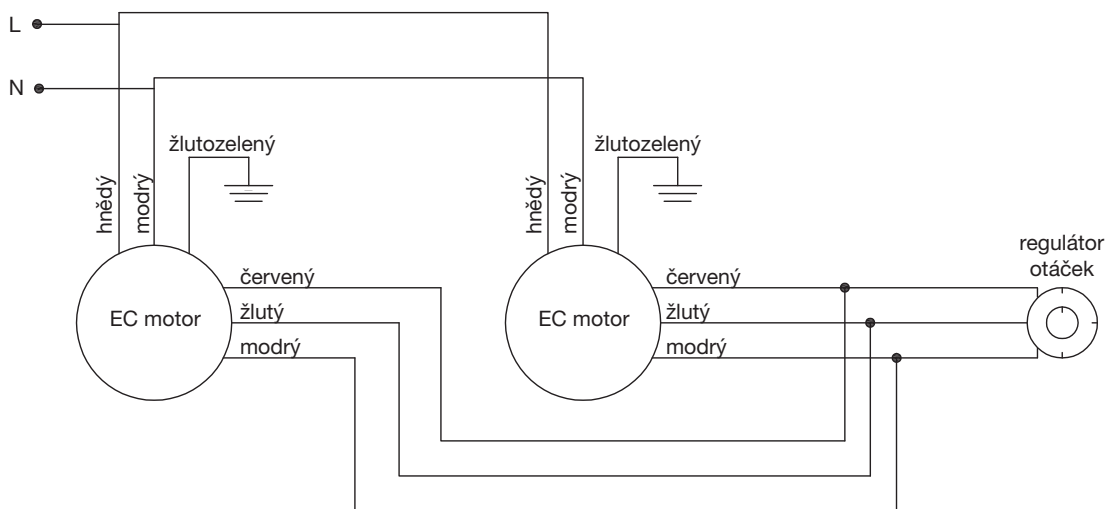 L
N
žlutozelený
žlutozelený
hnědý
modrý
hnědý
modrý
regulátor
otáček
červený
červený
EC motor
žlutý
EC motor
žlutý
modrý
modrý